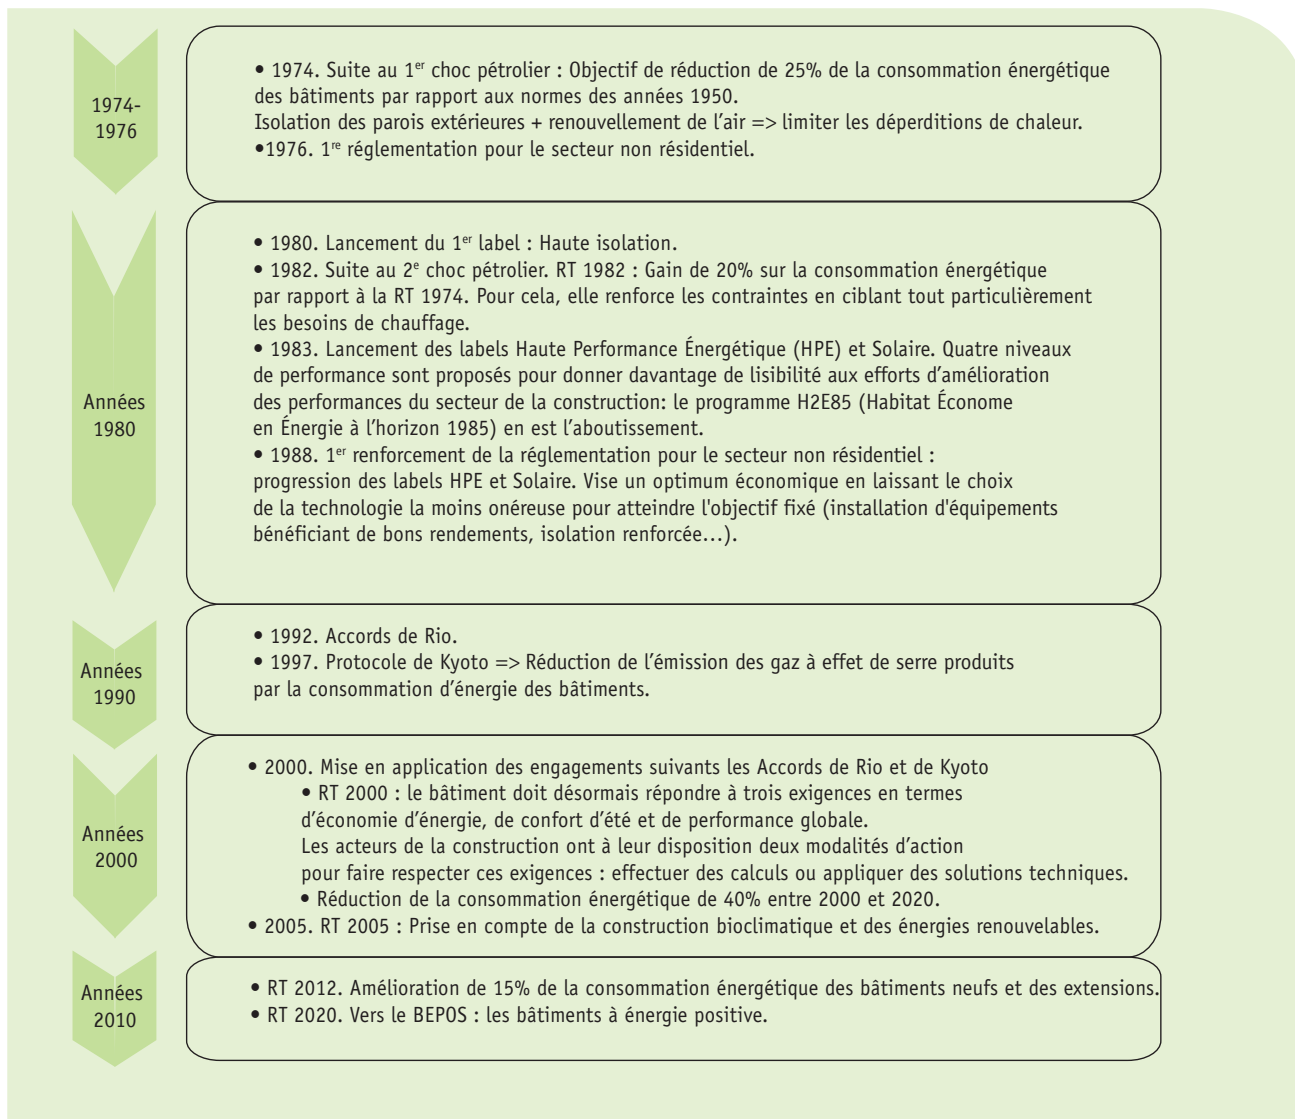 1974-
1976
• 1974. Suite au 1er choc pétrolier : Objectif de réduction de 25% de la consommation énergétique
des bâtiments par rapport aux normes des années 1950.
Isolation des parois extérieures + renouvellement de l’air => limiter les déperditions de chaleur.
•1976. 1re réglementation pour le secteur non résidentiel.
Années
1980
• 1980. Lancement du 1er label : Haute isolation.
• 1982. Suite au 2e choc pétrolier. RT 1982 : Gain de 20% sur la consommation énergétique
par rapport à la RT 1974. Pour cela, elle renforce les contraintes en ciblant tout particulièrement
les besoins de chauffage.
• 1983. Lancement des labels Haute Performance Énergétique (HPE) et Solaire. Quatre niveaux
de performance sont proposés pour donner davantage de lisibilité aux efforts d’amélioration
des performances du secteur de la construction: le programme H2E85 (Habitat Économe
en Énergie à l’horizon 1985) en est l’aboutissement.
• 1988. 1er renforcement de la réglementation pour le secteur non résidentiel :
progression des labels HPE et Solaire. Vise un optimum économique en laissant le choix
de la technologie la moins onéreuse pour atteindre l'objectif fixé (installation d'équipements
bénéficiant de bons rendements, isolation renforcée…).
Années
1990
• 1992. Accords de Rio.
• 1997. Protocole de Kyoto => Réduction de l’émission des gaz à effet de serre produits
par la consommation d’énergie des bâtiments.
Années
2000
• 2000. Mise en application des engagements suivants les Accords de Rio et de Kyoto
• RT 2000 : le bâtiment doit désormais répondre à trois exigences en termes
d’économie d’énergie, de confort d’été et de performance globale.
Les acteurs de la construction ont à leur disposition deux modalités d’action
pour faire respecter ces exigences : effectuer des calculs ou appliquer des solutions techniques.
• Réduction de la consommation énergétique de 40% entre 2000 et 2020.
• 2005. RT 2005 : Prise en compte de la construction bioclimatique et des énergies renouvelables.
Années
2010
• RT 2012. Amélioration de 15% de la consommation énergétique des bâtiments neufs et des extensions.
• RT 2020. Vers le BEPOS : les bâtiments à énergie positive.